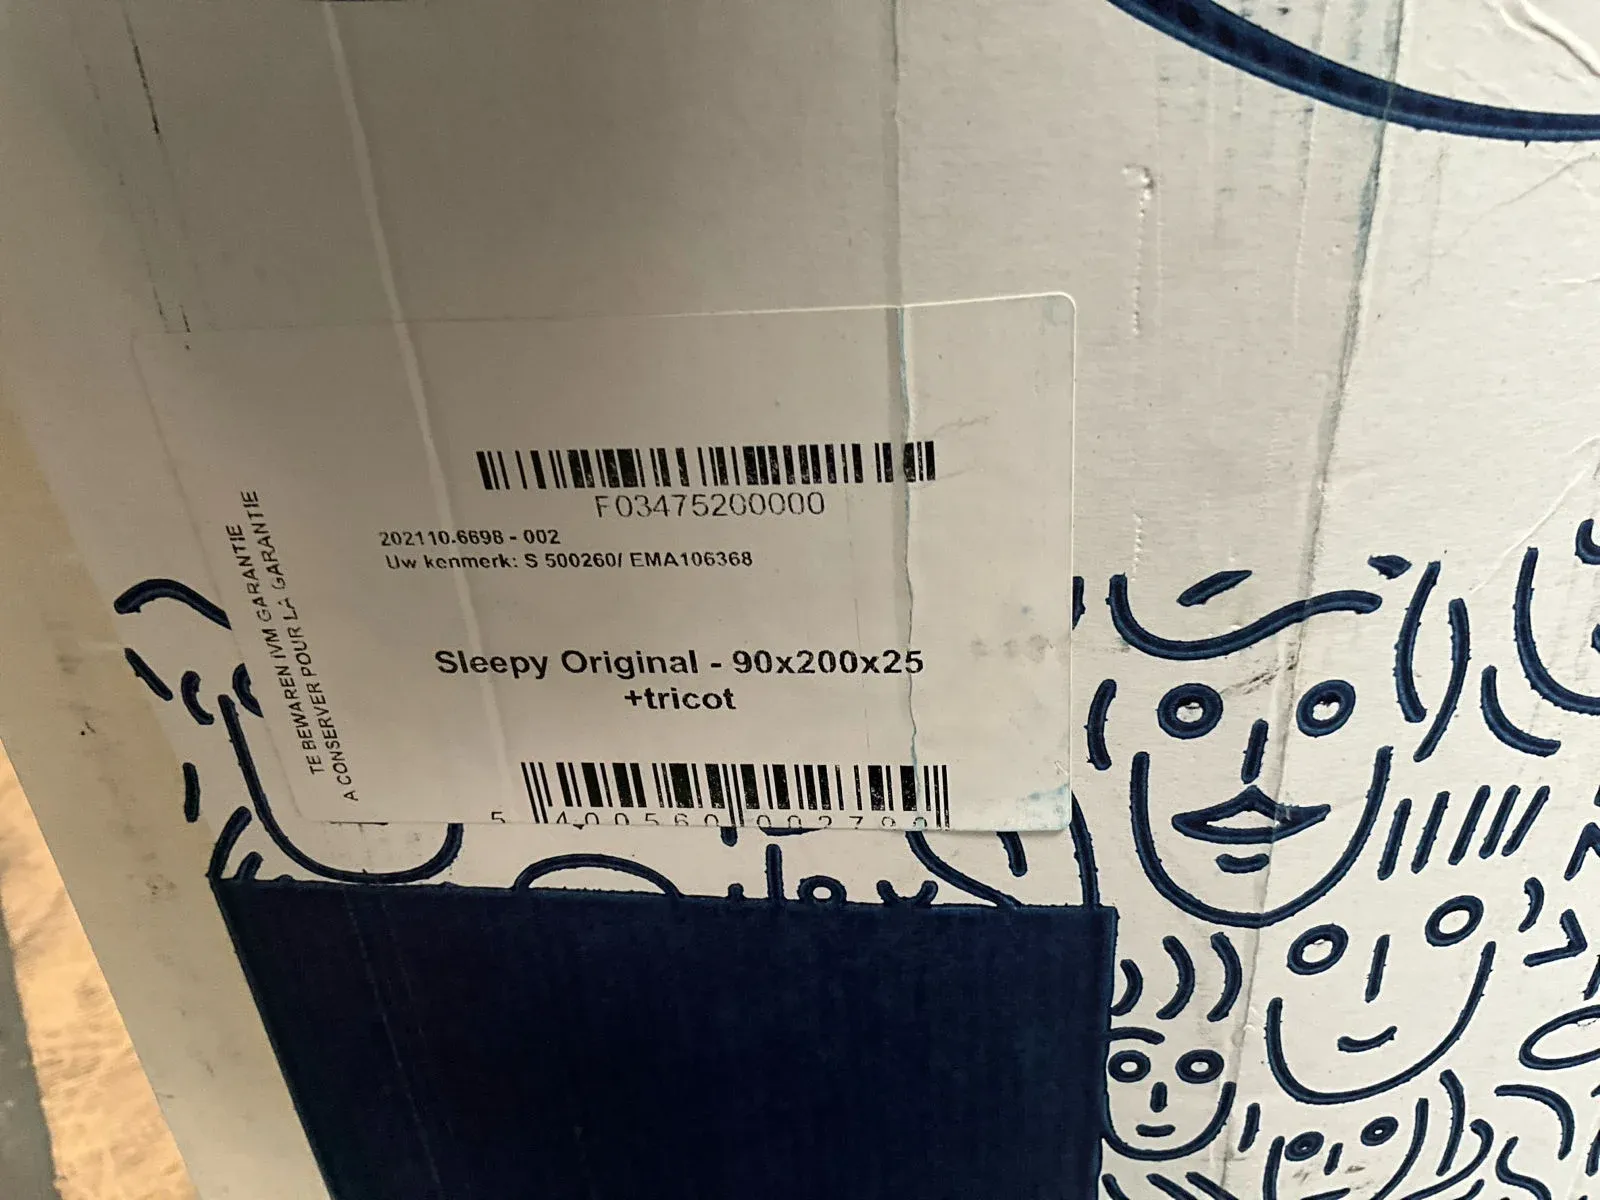 F03475200000
202110.6698 - 002
Uw kenmerk: S 500260/ EMA106368
TE BEWAREN IVM GARANTIE
A CONSERVER POUR LA GARANTIE
Sleepy Original - 90x200x25
+tricot